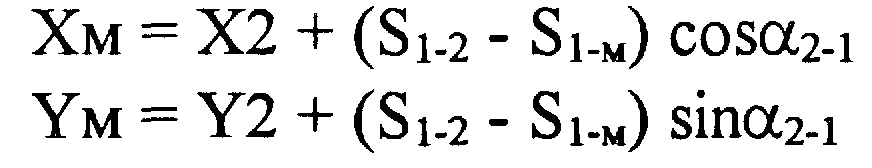 Xм = X2 + (S₁₋₂ - S₁₋м) cosα₂₋₁
Yм = Y2 + (S₁₋₂ - S₁₋м) sinα₂₋₁